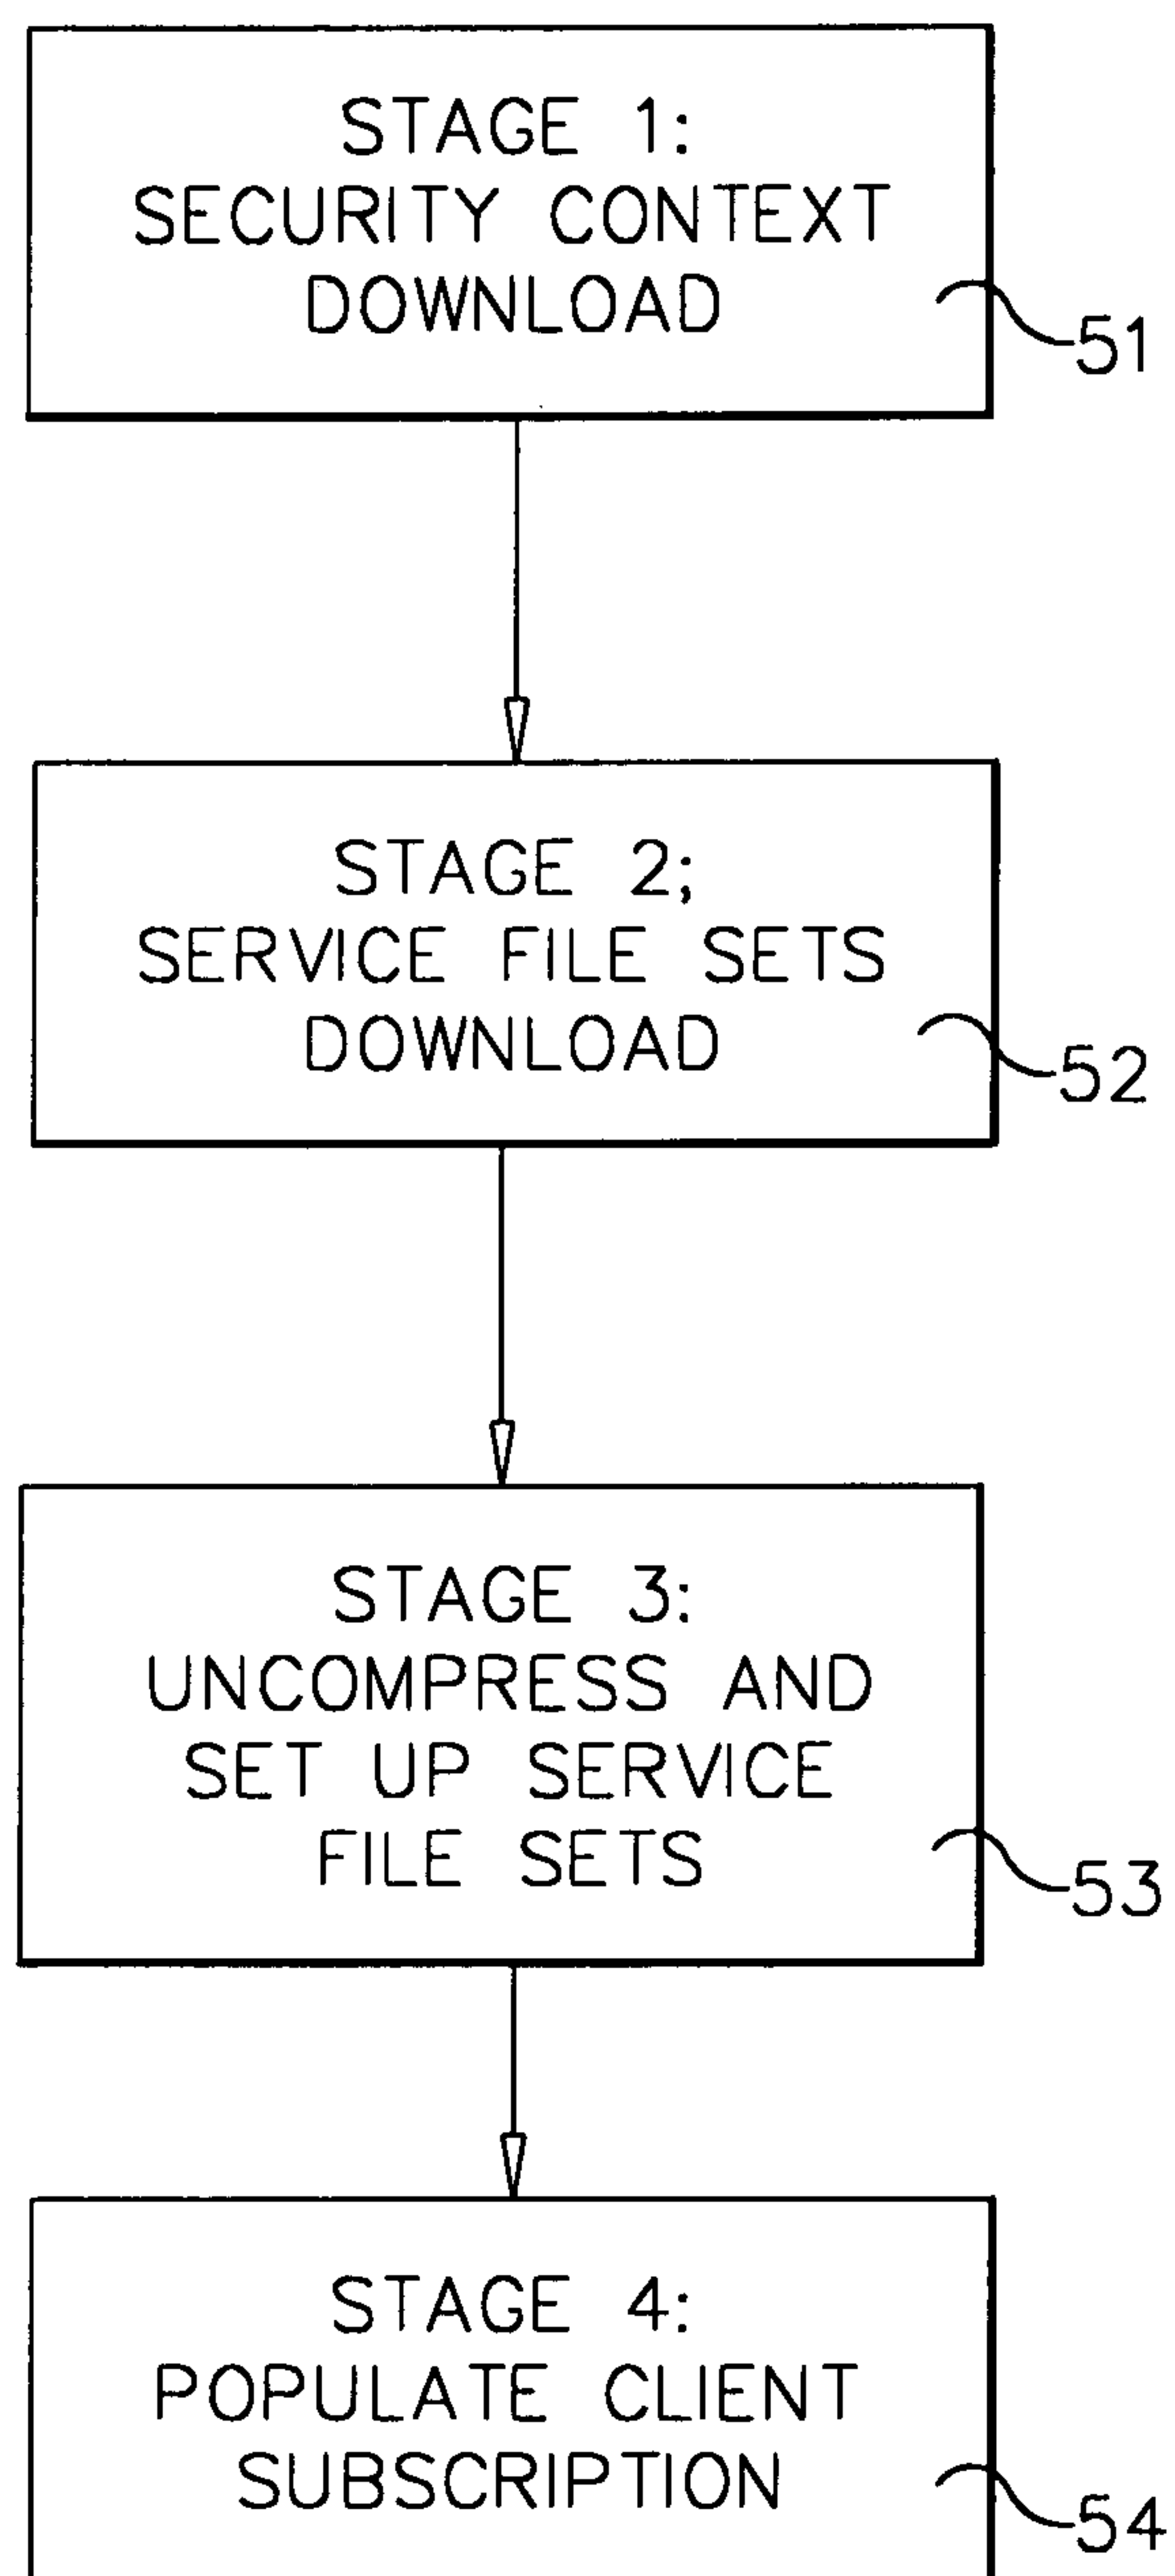 STAGE 1:
SECURITY CONTEXT
DOWNLOAD
51
STAGE 2;
SERVICE FILE SETS
DOWNLOAD
52
STAGE 3:
UNCOMPRESS AND
SET UP SERVICE
FILE SETS
53
STAGE 4:
POPULATE CLIENT
SUBSCRIPTION
54